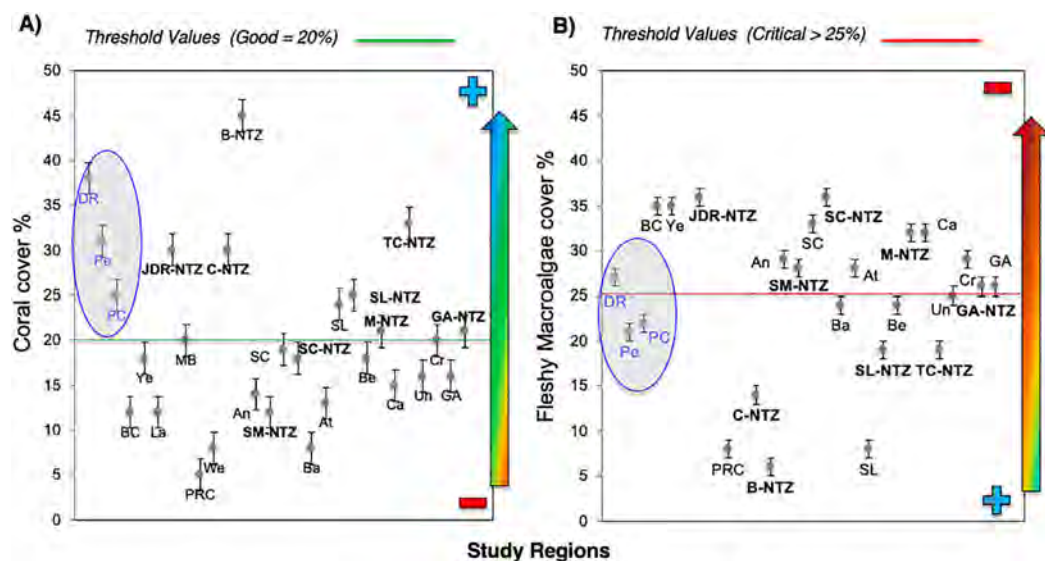 A)
Threshold Values (Good = 20%)
50
45
40
35
30
25
20
15
10
5
0
Coral cover %
B-NTZ
DR
TC-NTZ
Pe
JDR-NTZ
C-NTZ
PC
SL-NTZ
SL
M-NTZ
GA-NTZ
MB
SC
SC-NTZ
Cr
Ye
Be
Ca
Un
GA
An
SM-NTZ
At
BC
La
We
Ba
PRC
B)
Threshold Values (Critical > 25%)
50
45
40
35
30
25
20
15
10
5
0
Fleshy Macroalgae cover %
BC
Ye
JDR-NTZ
SC-NTZ
SC
M-NTZ
Ca
An
SM-NTZ
At
Cr
GA
DR
Un
GA-NTZ
Ba
Be
Pe
PC
SL-NTZ
TC-NTZ
C-NTZ
PRC
B-NTZ
SL
Study Regions